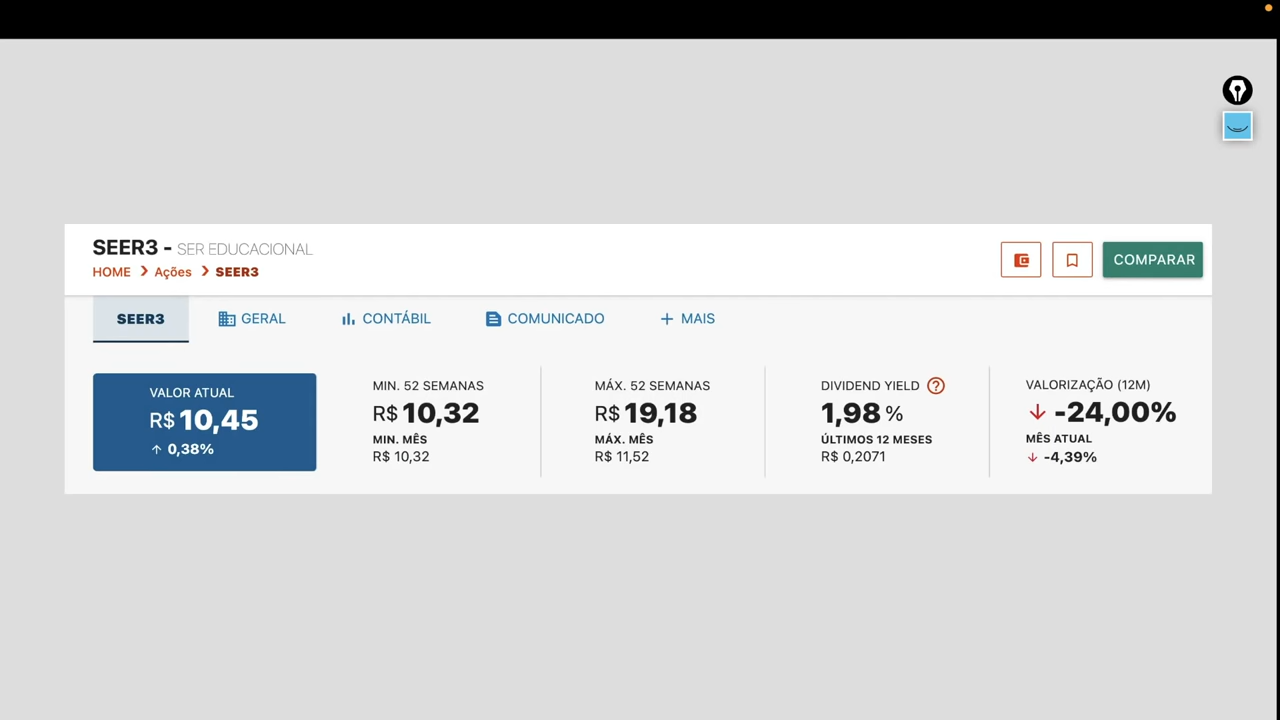 SEER3 - SER EDUCACIONAL
HOME > Ações > SEER3
COMPARAR
SEER3
GERAL
CONTÁBIL
COMUNICADO
+ MAIS
VALOR ATUAL
R$ 10,45
↑ 0,38%
MIN. 52 SEMANAS
R$ 10,32
MIN. MÊS
R$ 10,32
MÁX. 52 SEMANAS
R$ 19,18
MÁX. MÊS
R$ 11,52
DIVIDEND YIELD ?
1,98 %
ÚLTIMOS 12 MESES
R$ 0,2071
VALORIZAÇÃO (12M)
↓ -24,00%
MÊS ATUAL
↓ -4,39%